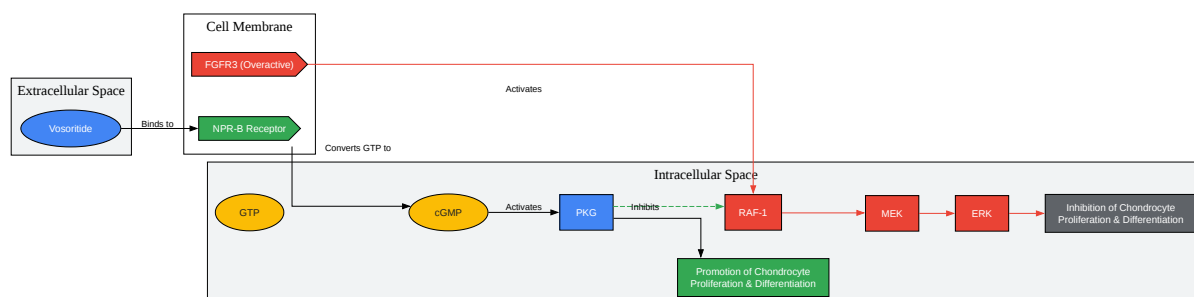 Cell Membrane
FGFR3 (Overactive)
Extracellular Space
Activates
Vosoritide
Binds to
NPR-B Receptor
Converts GTP to
Intracellular Space
GTP
cGMP
Activates
PKG
Inhibits
RAF-1
MEK
ERK
Inhibition of Chondrocyte
Proliferation & Differentiation
Promotion of Chondrocyte
Proliferation & Differentiation